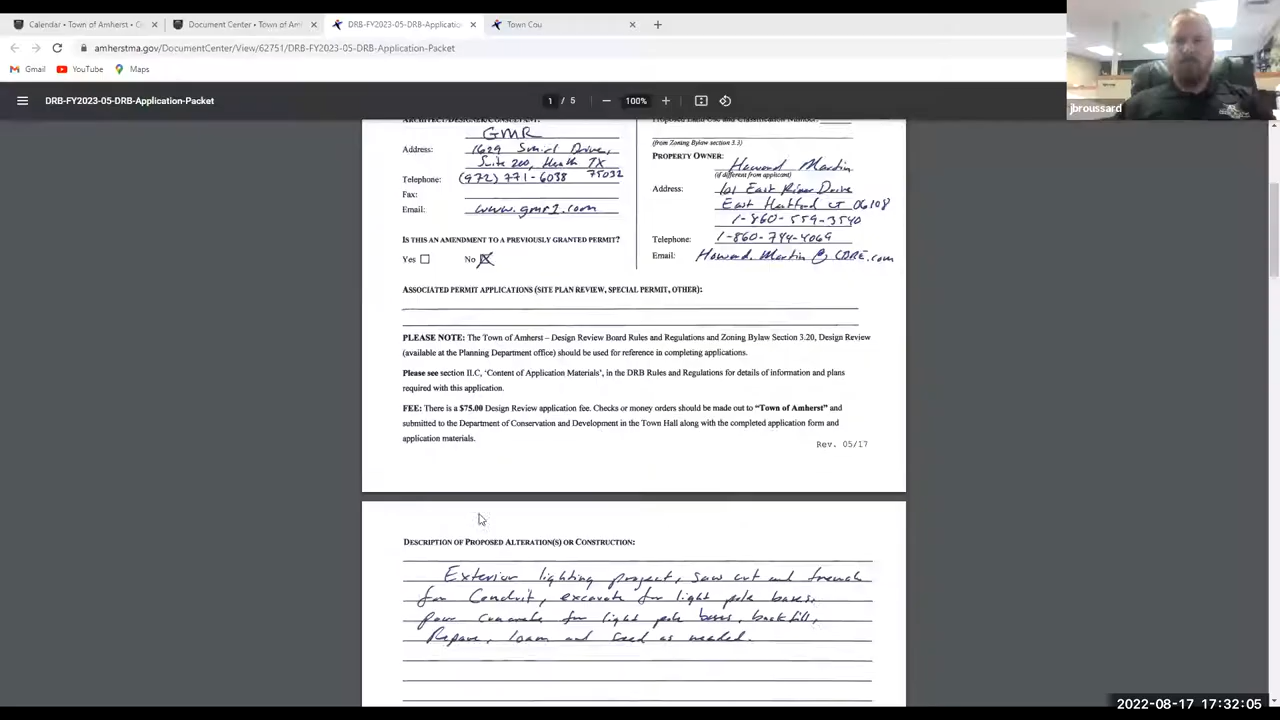 Calendar • Town of Amherst • C
Document Center • Town of Am
DRB-FY2023-05-DRB-Applicatio
Town Cou
amherstma.gov/DocumentCenter/View/62751/DRB-FY2023-05-DRB-Application-Packet
Gmail YouTube Maps
DRB-FY2023-05-DRB-Application-Packet
1 / 5
100%
jbroussard
ARCHITECT/DESIGNER/CONSULTANT:
GMR
Address: 1629 Drive,
Suite 200, Heath TX
75032
Telephone: (972) 771-6038
Fax:
Email: www.gmr1.com
IS THIS AN AMENDMENT TO A PREVIOUSLY GRANTED PERMIT?
Yes No
Proposed Land Use and Classification Number:
(from Zoning Bylaw section 3.3)
PROPERTY OWNER: Howard Martin
(if different from applicant)
Address: 101 East River Drive
East Hartford CT 06108
1-860-559-3540
Telephone: 1-860-744-4069
Email: Howard.Martin @ CBRE.com
ASSOCIATED PERMIT APPLICATIONS (SITE PLAN REVIEW, SPECIAL PERMIT, OTHER):
PLEASE NOTE: The Town of Amherst – Design Review Board Rules and Regulations and Zoning Bylaw Section 3.20, Design Review
(available at the Planning Department office) should be used for reference in completing applications.
Please see section II.C, 'Content of Application Materials', in the DRB Rules and Regulations for details of information and plans
required with this application.
FEE: There is a $75.00 Design Review application fee. Checks or money orders should be made out to "Town of Amherst" and
submitted to the Department of Conservation and Development in the Town Hall along with the completed application form and
application materials.
Rev. 05/17
DESCRIPTION OF PROPOSED ALTERATION(S) OR CONSTRUCTION:
Exterior lighting project, saw cut and trench
for Conduit, excavate for light pole bases,
pour concrete for light pole bases, backfill,
Repave, loam and seed as needed.
2022-08-17 17:32:05